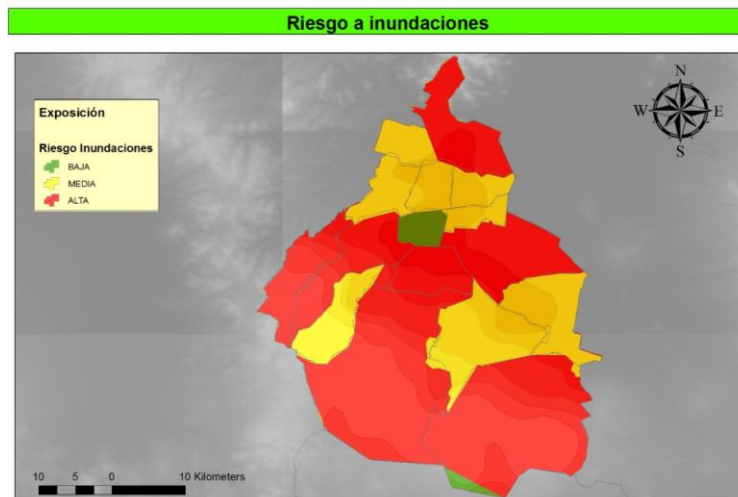 Riesgo a inundaciones
N
W E
S
Exposición
Riesgo Inundaciones
BAJA
MEDIA
ALTA
10 5 0 10 Kilometers